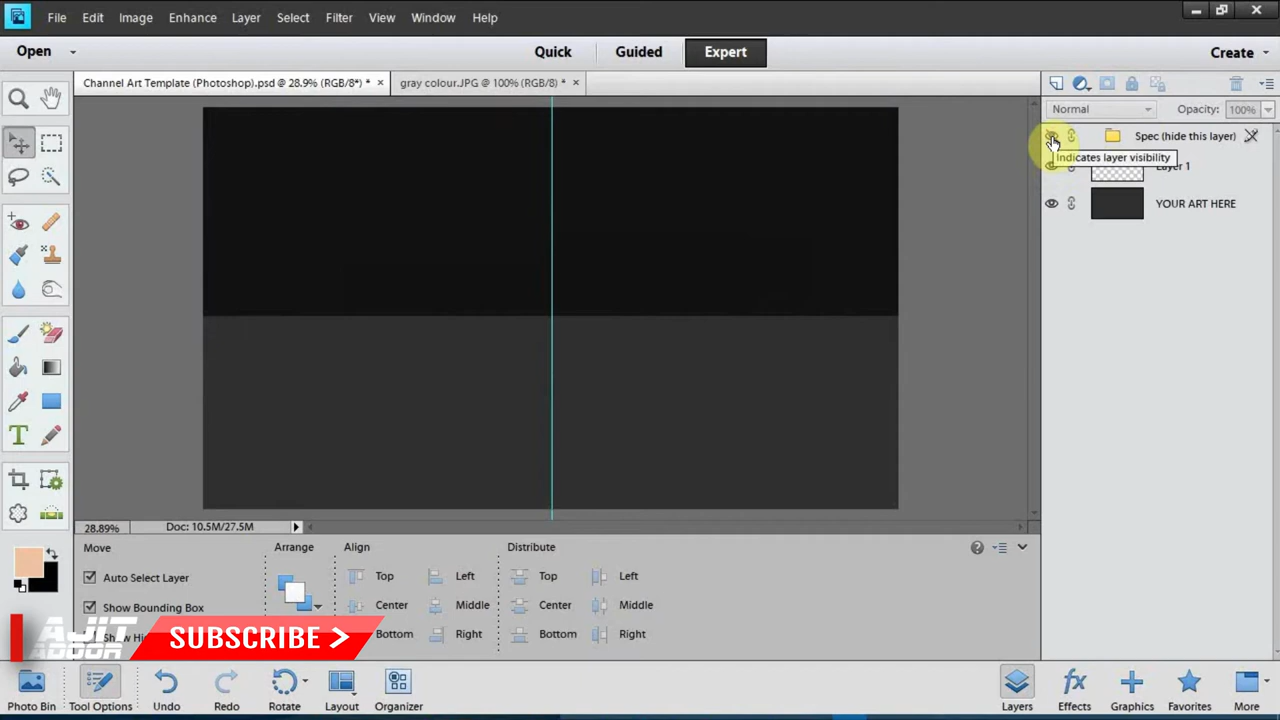 File Edit Image Enhance Layer Select Filter View Window Help
Open Quick Guided Expert Create
Channel Art Template (Photoshop).psd @ 28.9% (RGB/8*) * × gray colour.JPG @ 100% (RGB/8) * ×
Normal Opacity: 100%
Spec (hide this layer)
Indicates layer visibility
Layer 1
YOUR ART HERE
28.89% Doc: 10.5M/27.5M
Move Arrange Align Distribute
Auto Select Layer Top Left Top Left
Show Bounding Box Center Middle Center Middle
Bottom Right Bottom Right
AJIT
ADDOR
SUBSCRIBE >
Photo Bin Tool Options Undo Redo Rotate Layout Organizer Layers Effects Graphics Favorites More